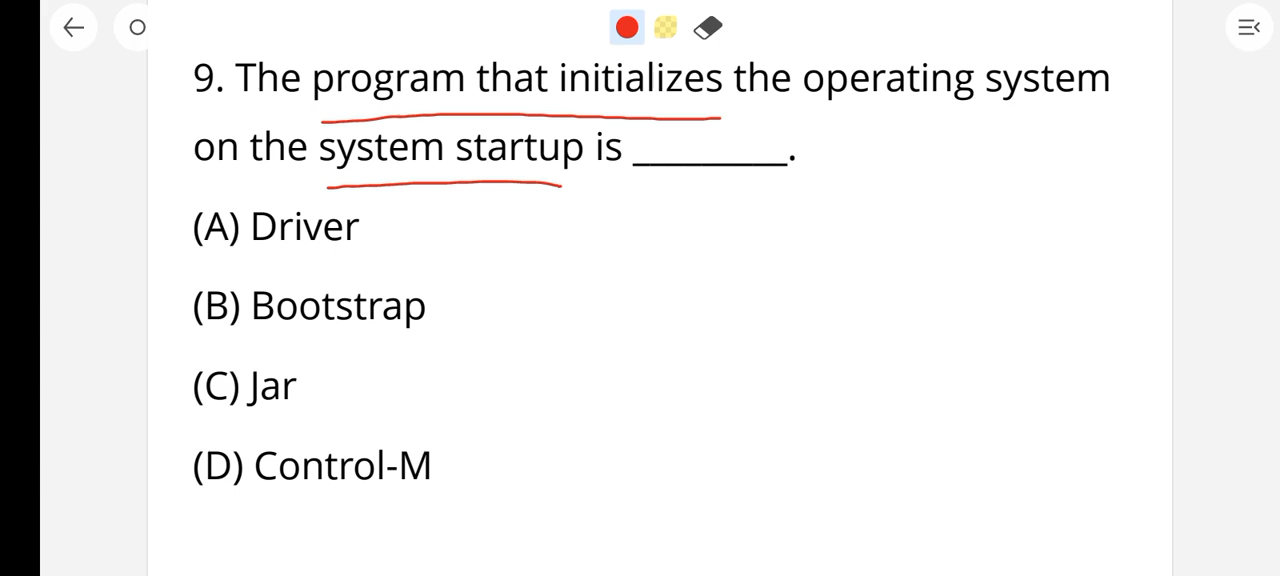 9. The program that initializes the operating system
on the system startup is ________.
(A) Driver
(B) Bootstrap
(C) Jar
(D) Control-M